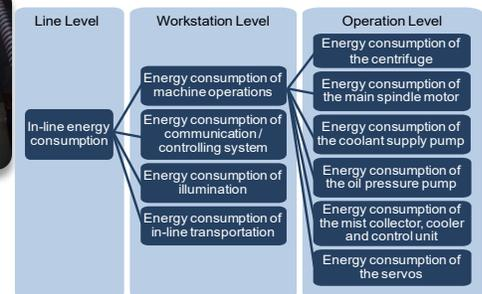 Line Level
In-line energy
consumption
Workstation Level
Energy consumption of
machine operations
Energy consumption of
communication /
controlling system
Energy consumption of
illumination
Energy consumption of
in-line transportation
Operation Level
Energy consumption of
the centrifuge
Energy consumption of
the main spindle motor
Energy consumption of
the coolant supply pump
Energy consumption of
the oil pressure pump
Energy consumption of
the mist collector, cooler
and control unit
Energy consumption of
the servos